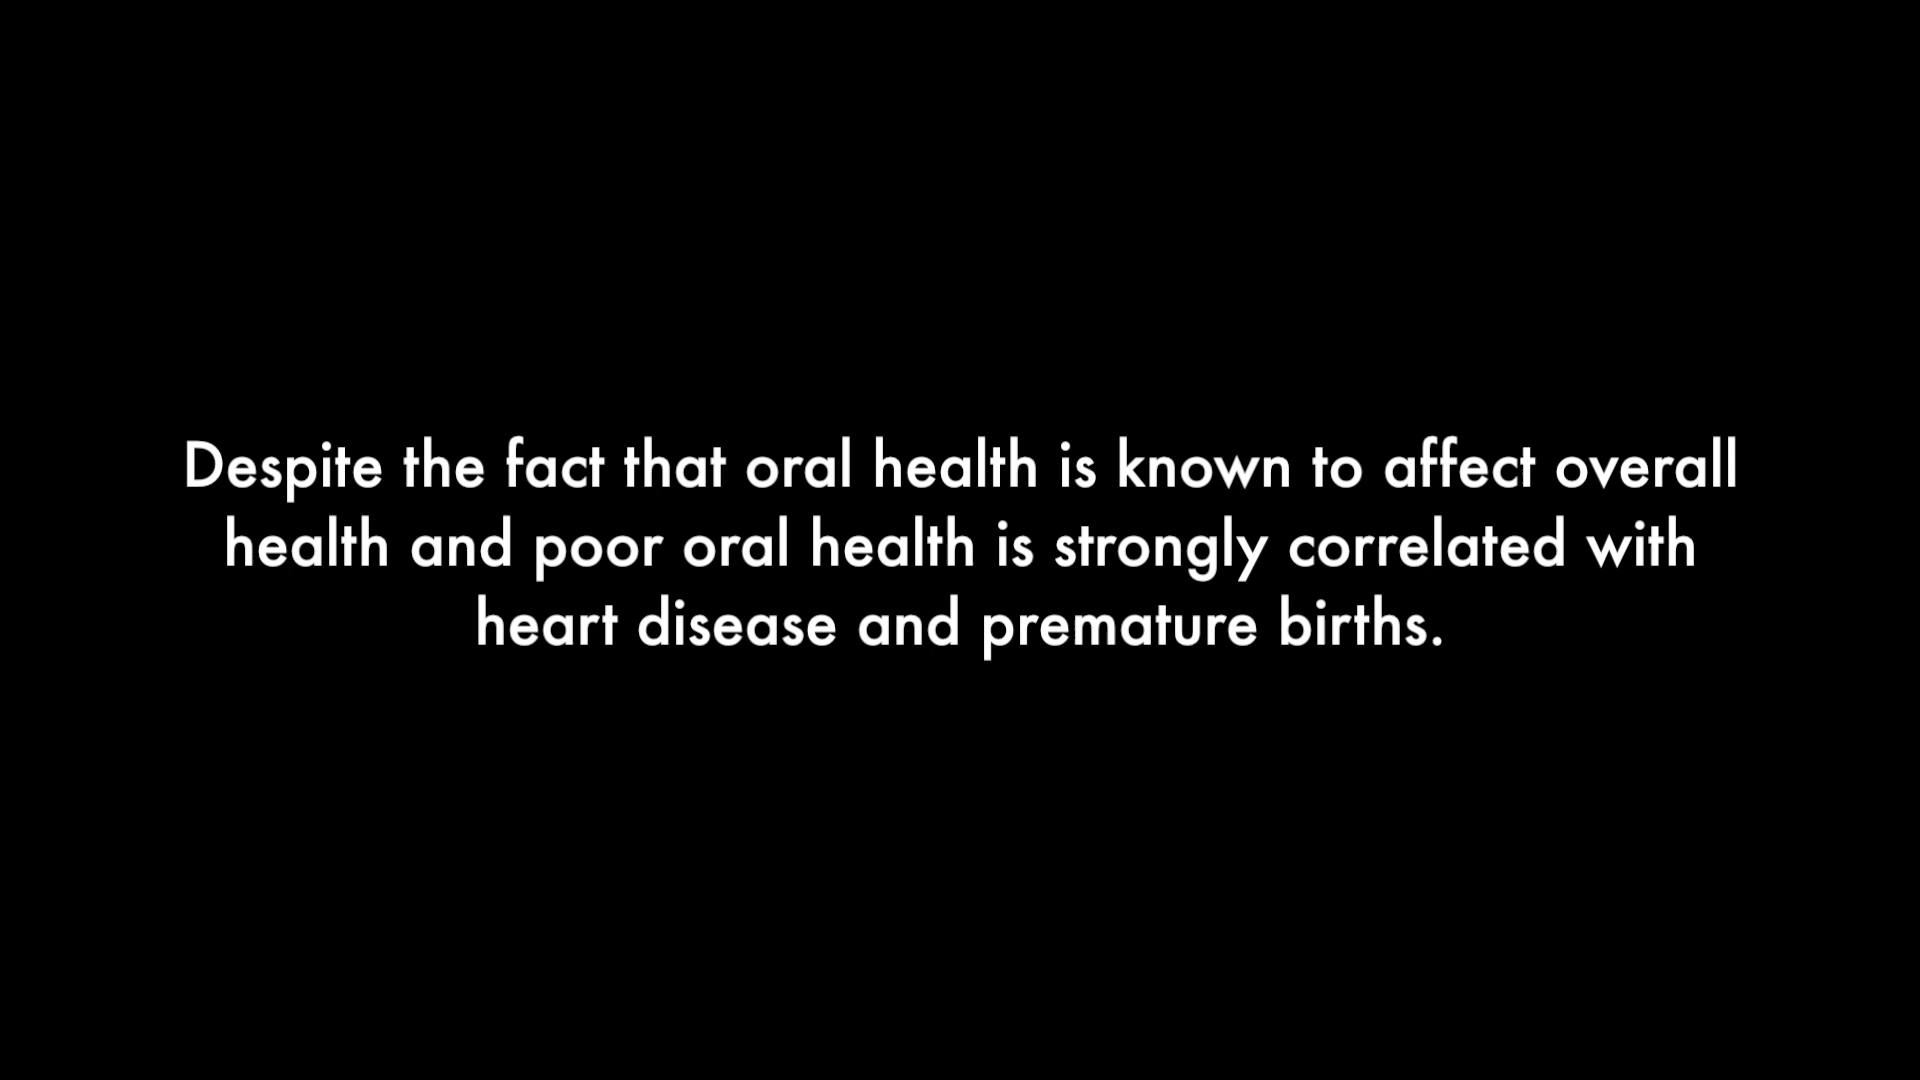 Despite the fact that oral health is known to affect overall
health and poor oral health is strongly correlated with
heart disease and premature births.